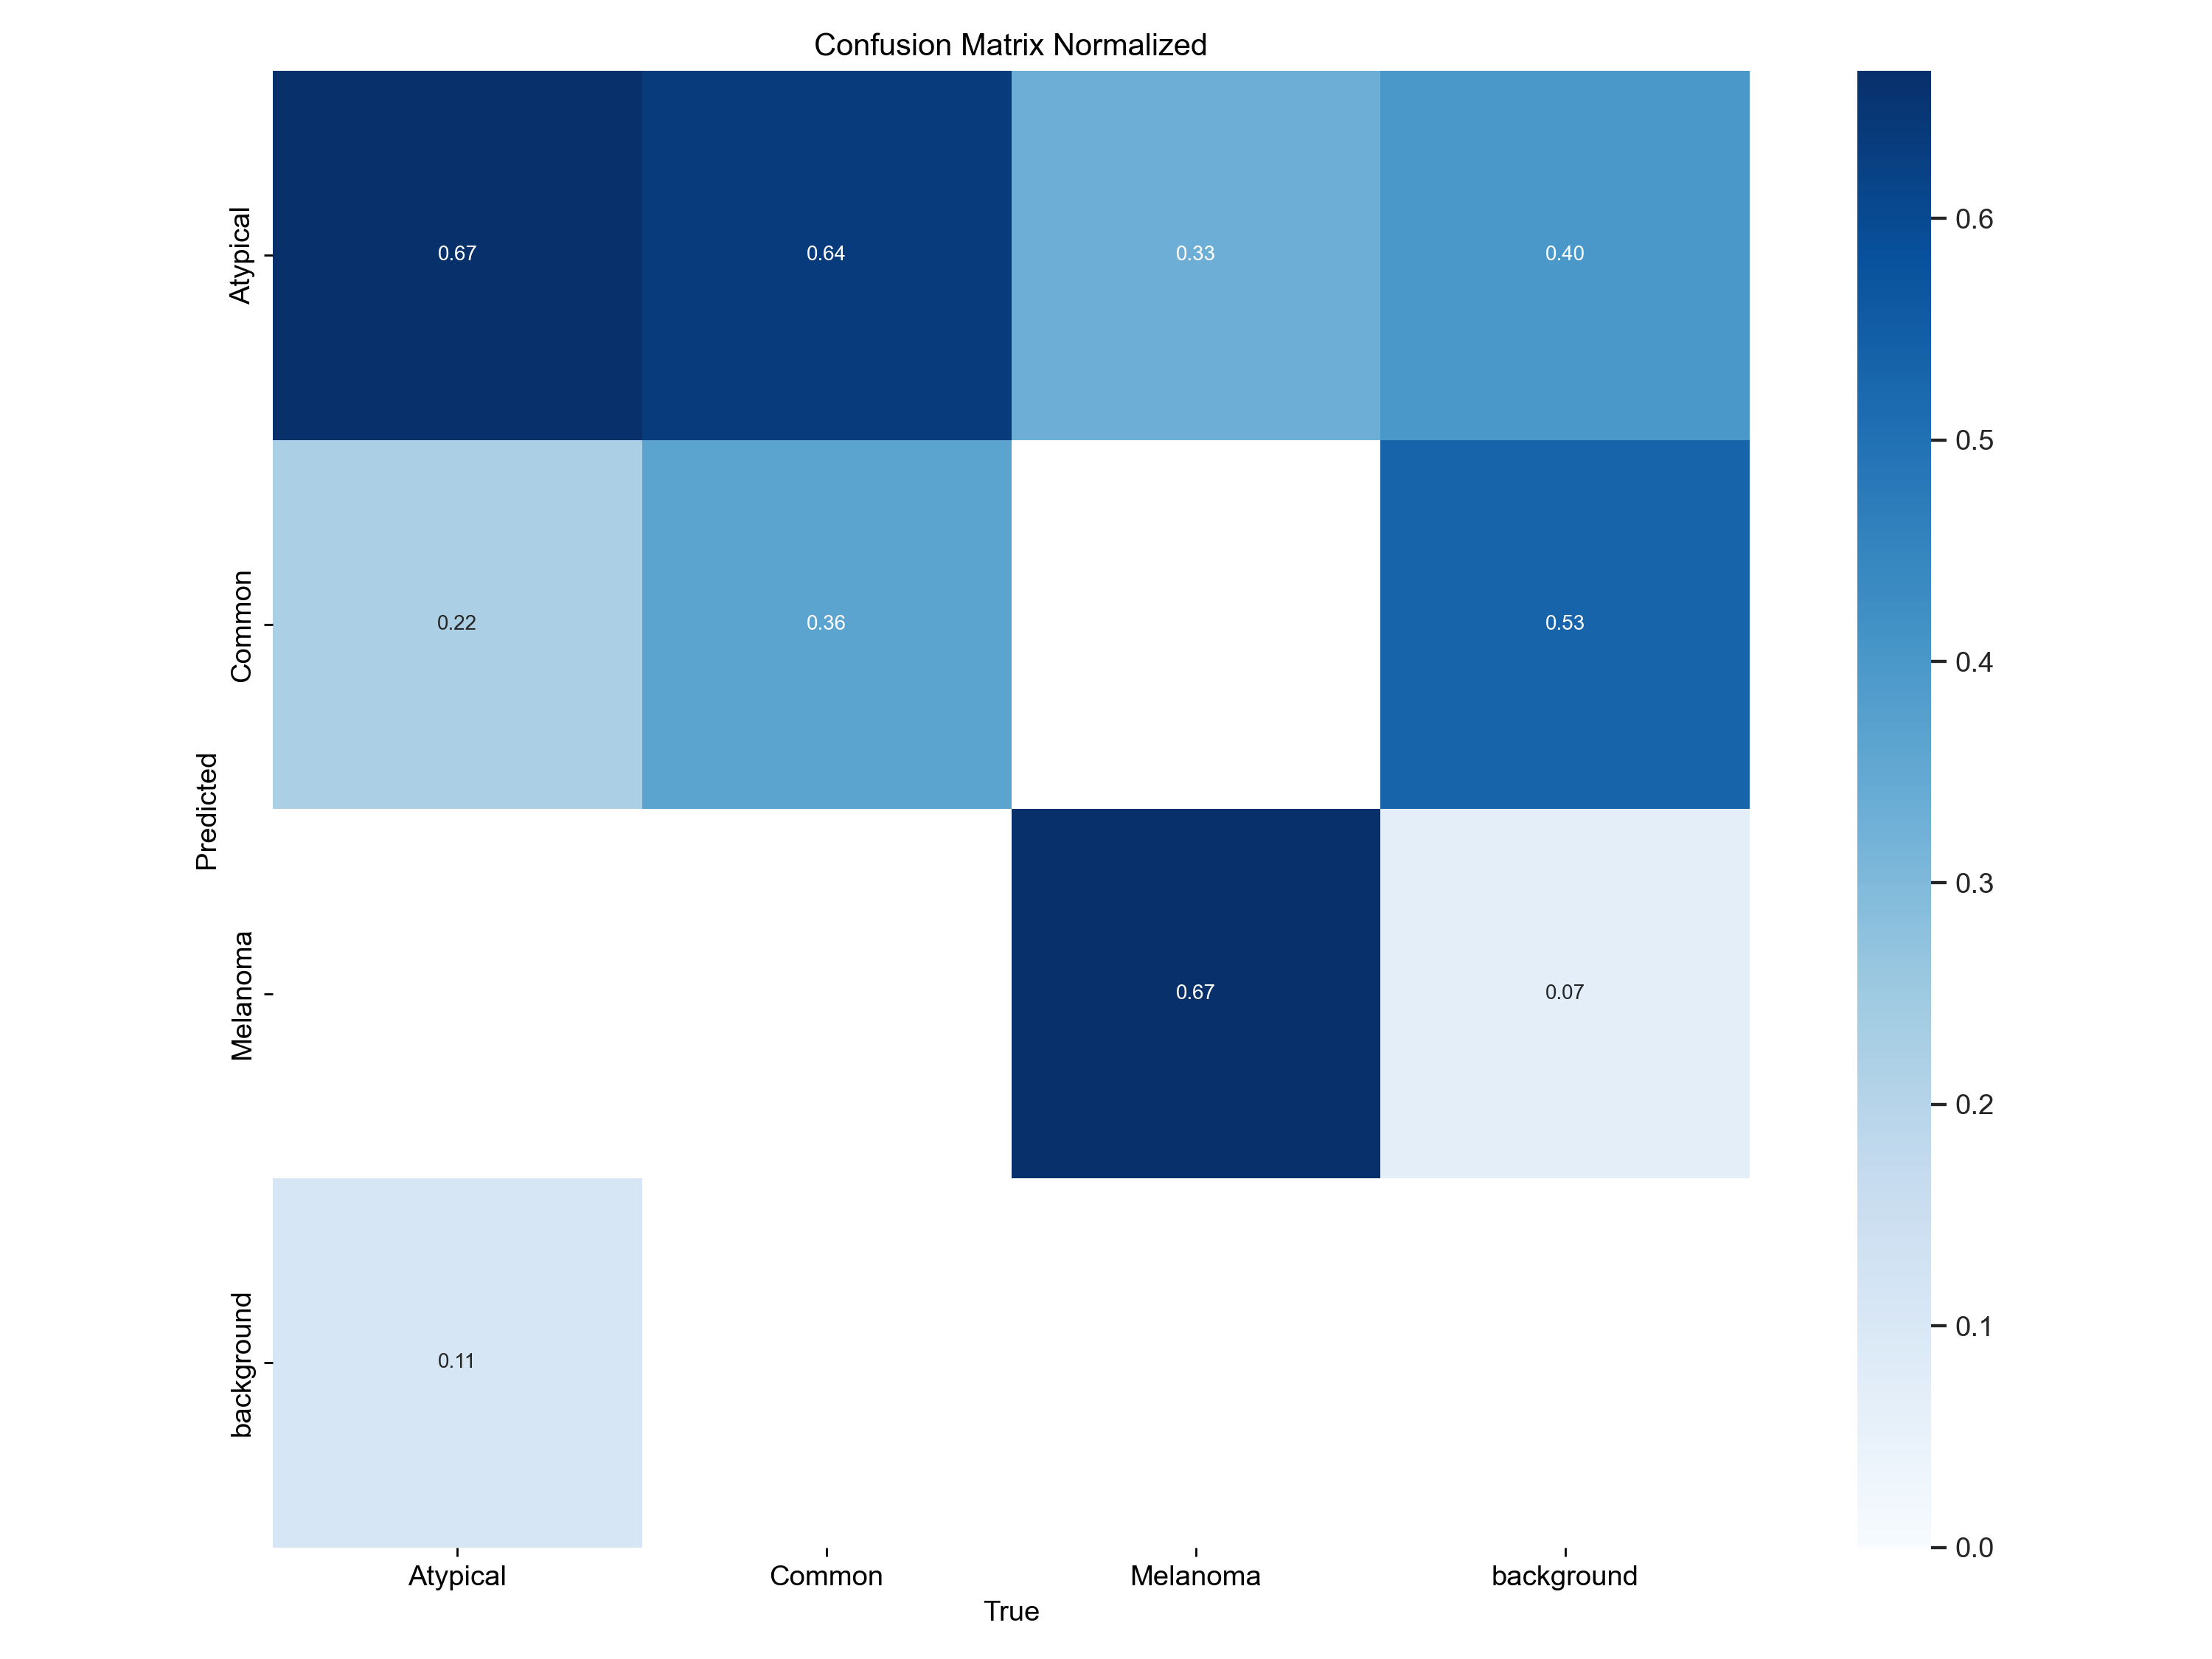 Confusion Matrix Normalized
Predicted
Atypical
0.67
0.64
0.33
0.40
Common
0.22
0.36
0.53
Melanoma
0.67
0.07
background
0.11
Atypical
Common
Melanoma
background
True
0.6
0.5
0.4
0.3
0.2
0.1
0.0